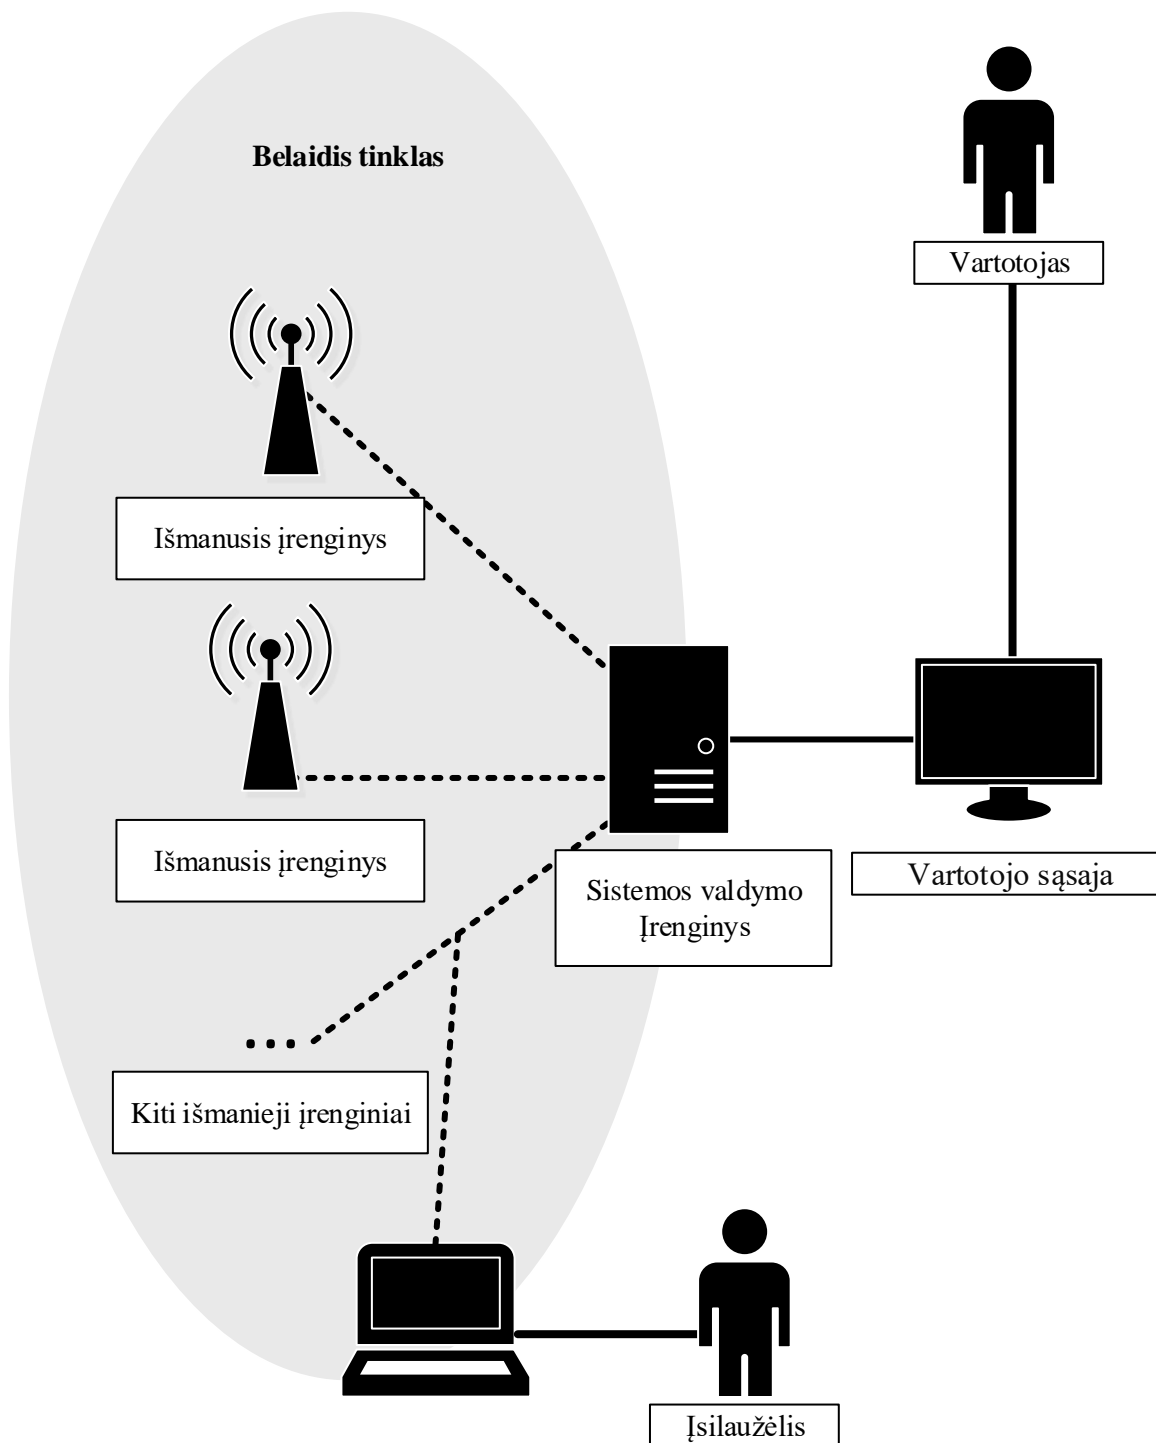 Belaidis tinklas
Vartotojas
Išmanusis įrenginys
Išmanusis įrenginys
Sistemos valdymo
Įrenginys
Vartotojo sąsaja
Kiti išmanieji įrenginiai
Įsilaužėlis